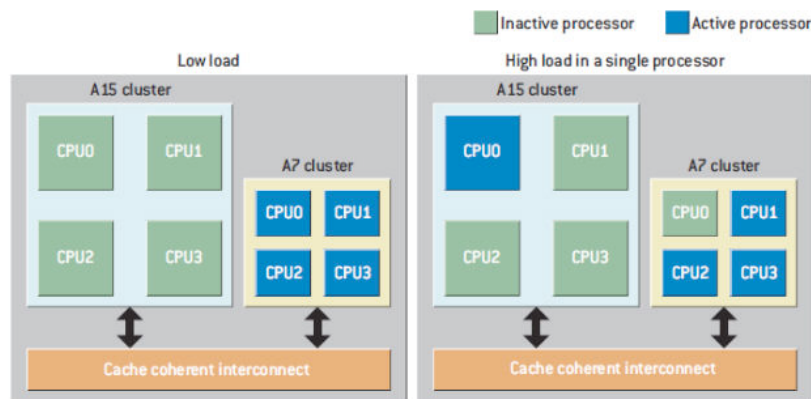 Inactive processor
Active processor
Low load
A15 cluster
CPU0
CPU1
CPU2
CPU3
A7 cluster
CPU0
CPU1
CPU2
CPU3
Cache coherent interconnect
High load in a single processor
A15 cluster
CPU0
CPU1
CPU2
CPU3
A7 cluster
CPU0
CPU1
CPU2
CPU3
Cache coherent interconnect